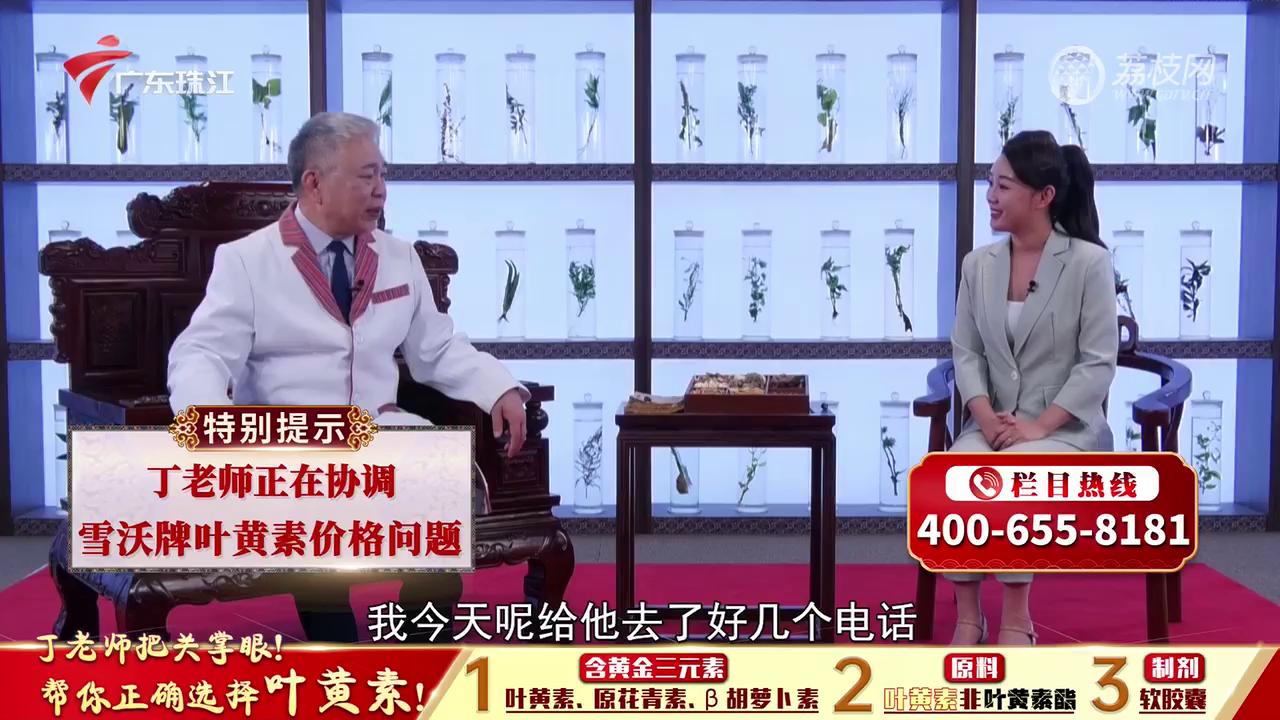 广东珠江
荔枝网
特别提示
丁老师正在协调
雪沃牌叶黄素价格问题
栏目热线
400-655-8181
我今天呢给他去了好几个电话
丁老师把关掌眼!
帮你正确选择叶黄素!
1 含黄金三元素
叶黄素、原花青素、β胡萝卜素
2 原料
叶黄素非叶黄素酯
3 制剂
软胶囊